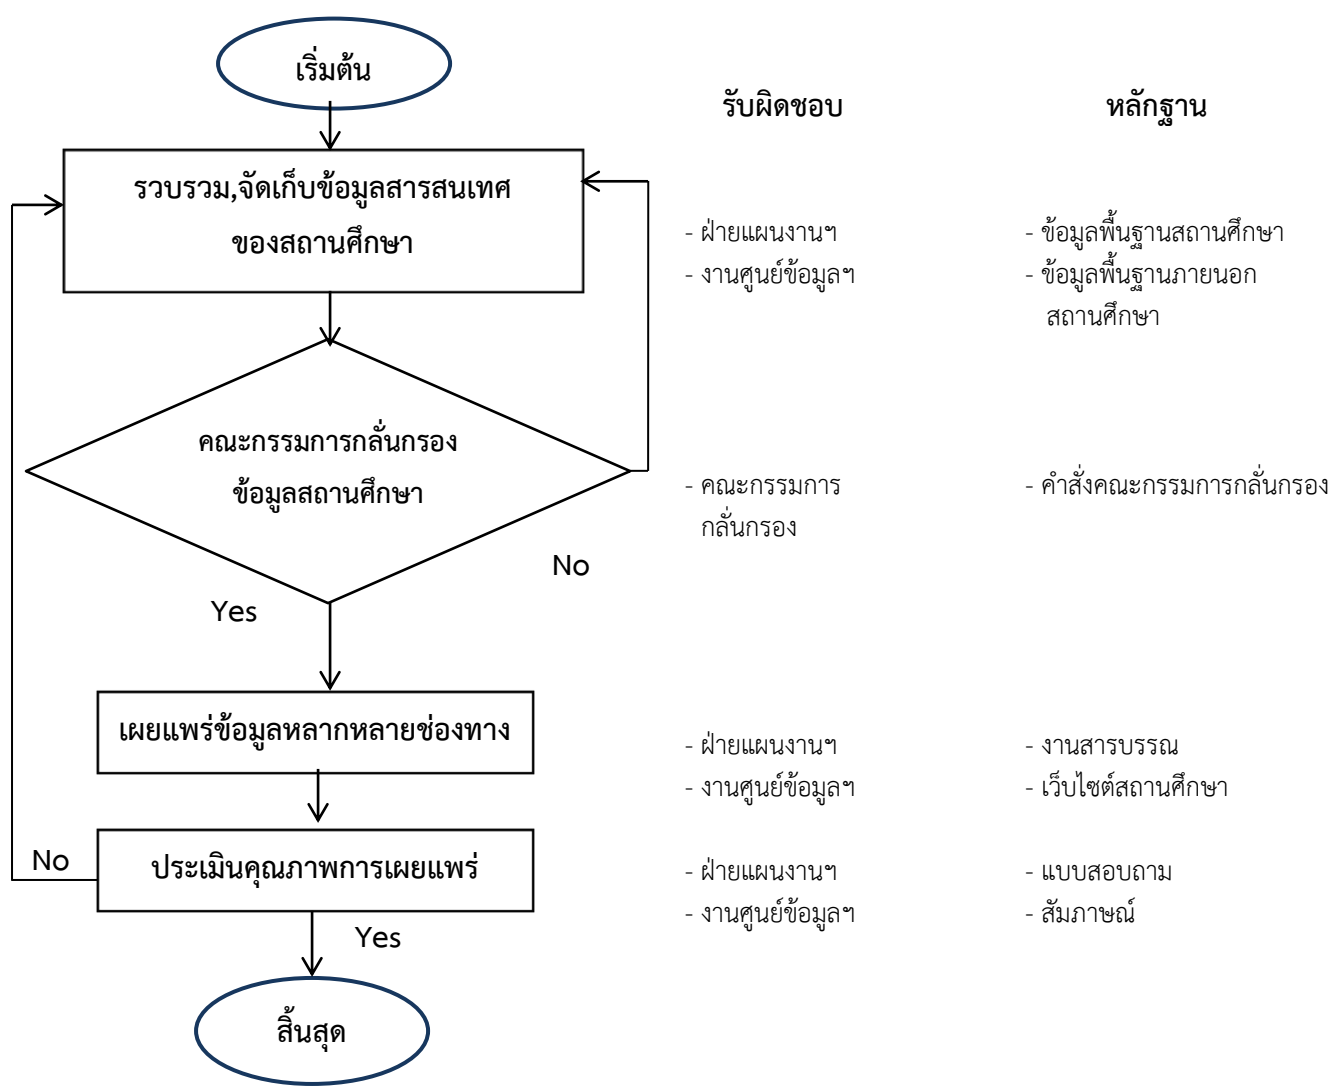 เริ่มต้น
รับผิดชอบ
หลักฐาน
รวบรวม,จัดเก็บข้อมูลสารสนเทศ
ของสถานศึกษา
- ฝ่ายแผนงานฯ
- งานศูนย์ข้อมูลฯ
- ข้อมูลพื้นฐานสถานศึกษา
- ข้อมูลพื้นฐานภายนอก
สถานศึกษา
คณะกรรมการกลั่นกรอง
ข้อมูลสถานศึกษา
- คณะกรรมการ
กลั่นกรอง
- คำสั่งคณะกรรมการกลั่นกรอง
No
Yes
เผยแพร่ข้อมูลหลากหลายช่องทาง
- ฝ่ายแผนงานฯ
- งานศูนย์ข้อมูลฯ
- งานสารบรรณ
- เว็บไซต์สถานศึกษา
No
ประเมินคุณภาพการเผยแพร่
- ฝ่ายแผนงานฯ
- งานศูนย์ข้อมูลฯ
- แบบสอบถาม
- สัมภาษณ์
Yes
สิ้นสุด